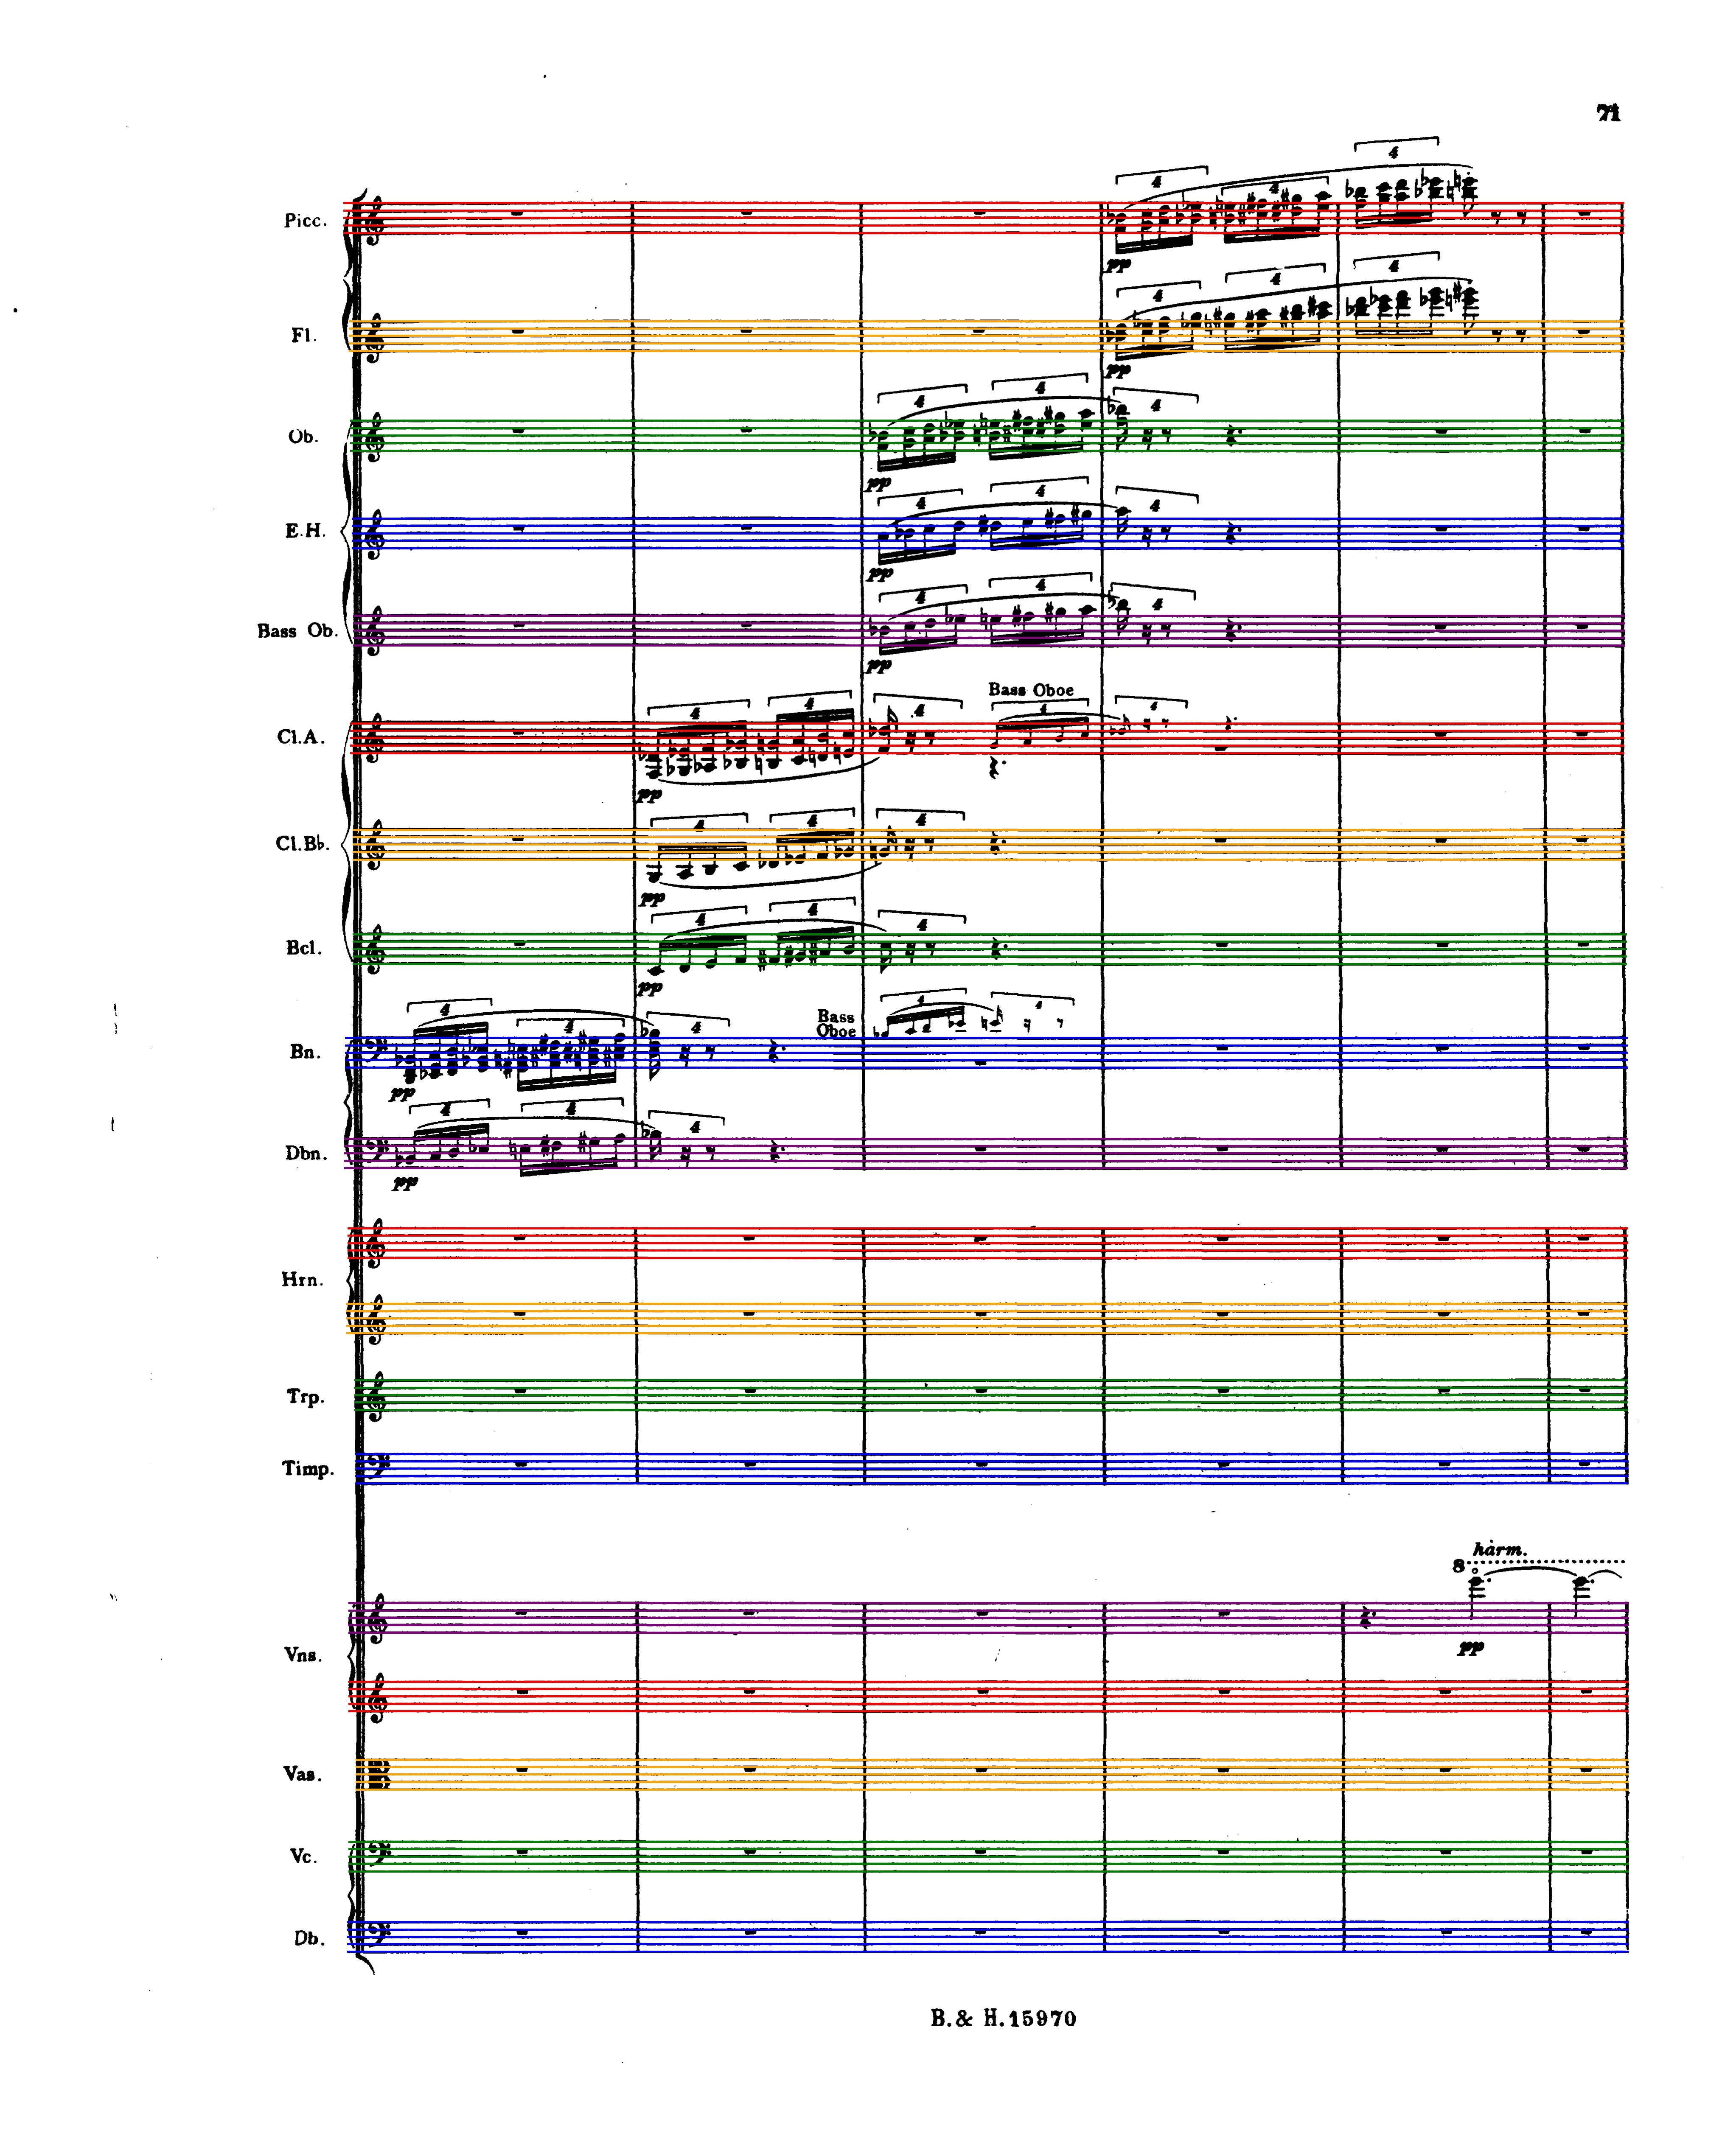 71
Picc.
4 4 4
pp
Fl.
4 4 4
pp
Ob.
4 4 4
pp
E.H.
4 4 4
pp
Bass Ob.
4 4 4
pp
Bass Oboe
Cl.A.
4 4 4 4 4
pp
Cl.B♭.
4 4 4
pp
Bcl.
4 4 4
pp
Bass
Oboe
Bn.
4 4 4 4 4
pp
Dbn.
4 4 4
pp
Hrn.
Trp.
Timp.
8 harm.
Vns.
pp
Vas.
Vc.
Db.
B. & H. 15970